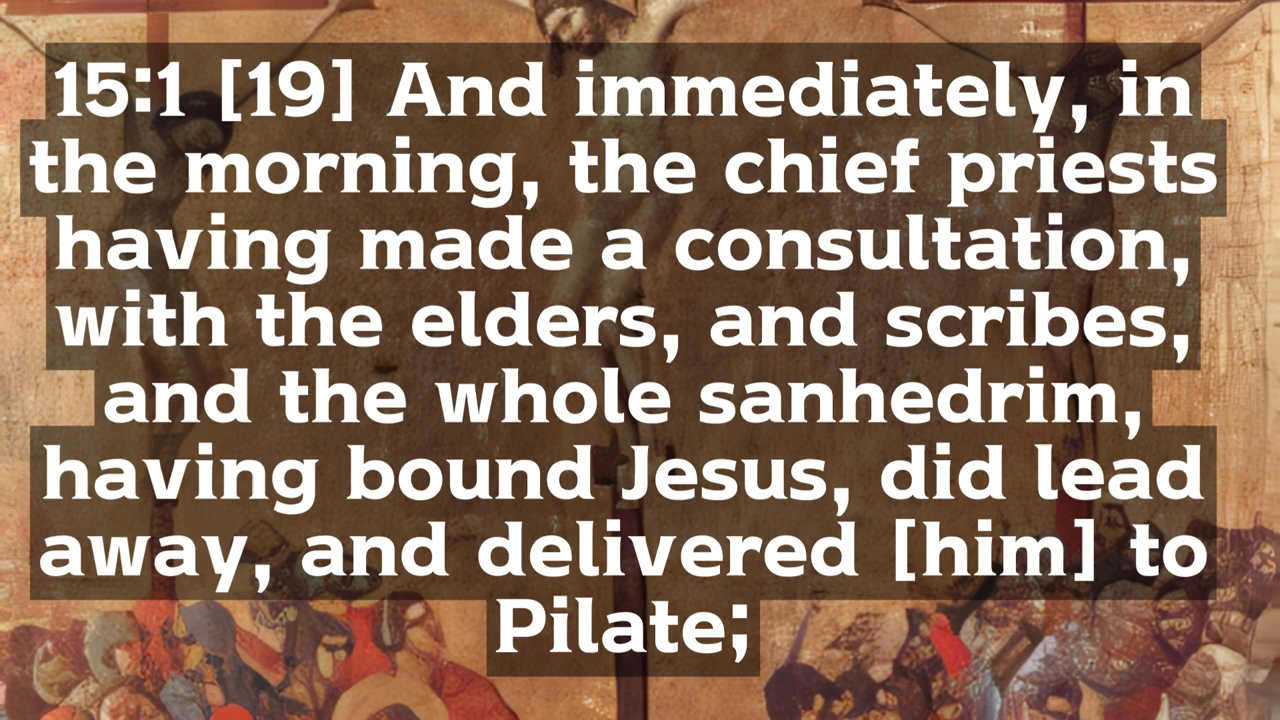 15:1 [19] And immediately, in
the morning, the chief priests
having made a consultation,
with the elders, and scribes,
and the whole sanhedrim,
having bound Jesus, did lead
away, and delivered [him] to
Pilate;